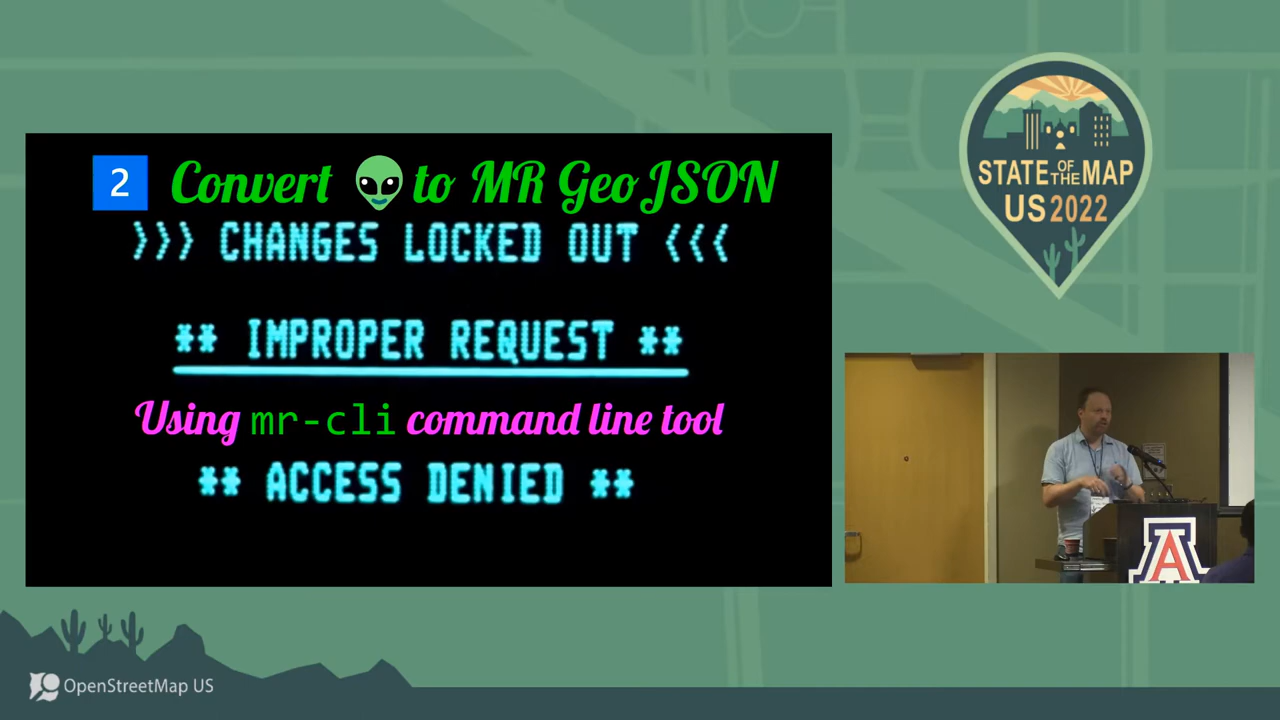 2 Convert 👽 to MR GeoJSON
⟩⟩⟩ CHANGES LOCKED OUT ⟨⟨⟨
** IMPROPER REQUEST **
Using mr-cli command line tool
** ACCESS DENIED **
STATE OF THE MAP
US 2022
A
OpenStreetMap US